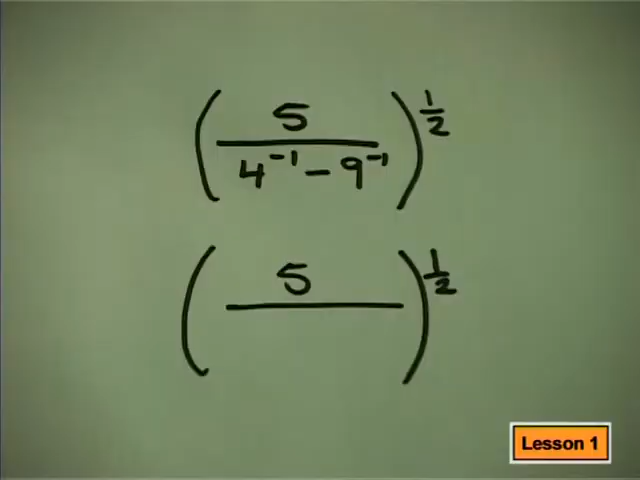 (5 / (4⁻¹ − 9⁻¹))^½
(5 / )^½
Lesson 1